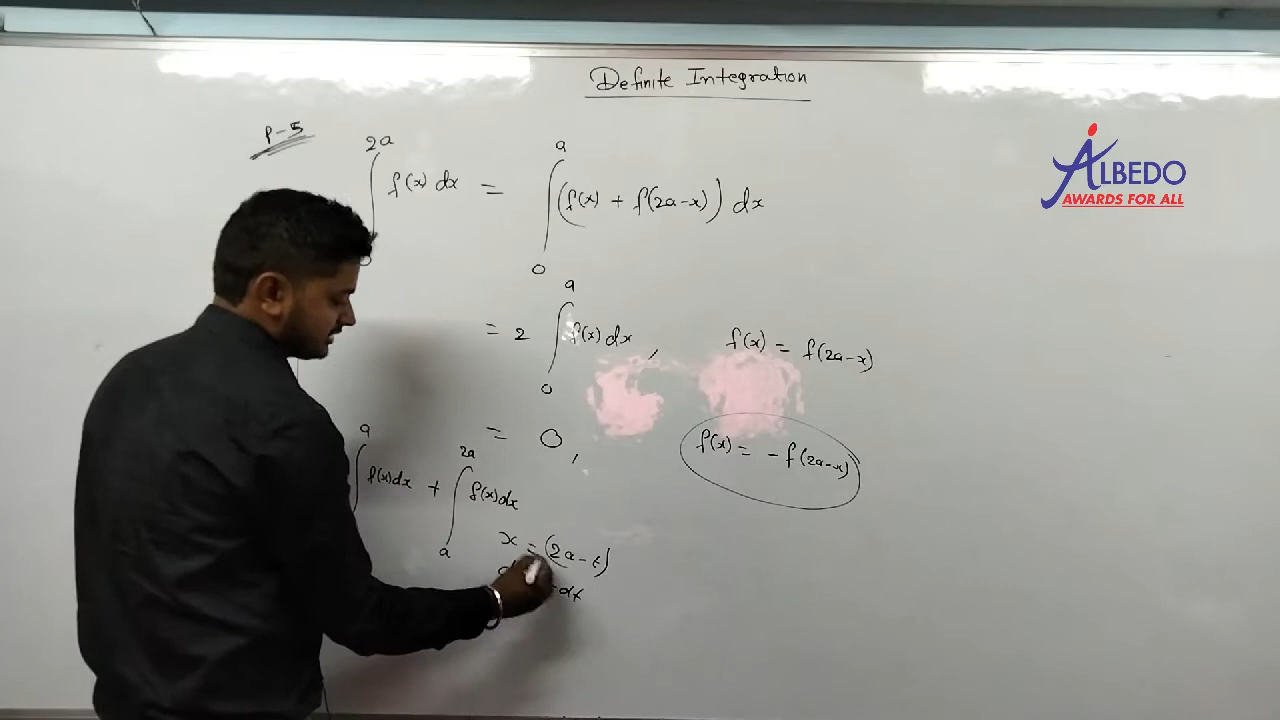 Definite Integration
P-5
2a
∫ f(x) dx = ∫ (f(x) + f(2a-x)) dx
a
0
= 2 ∫ f(x) dx, f(x) = f(2a-x)
a
0
= 0, f(x) = -f(2a-x)
a
∫ f(x)dx + ∫ f(x)dx
2a
a
x = (2a-t)
-dt
ALBEDO
AWARDS FOR ALL